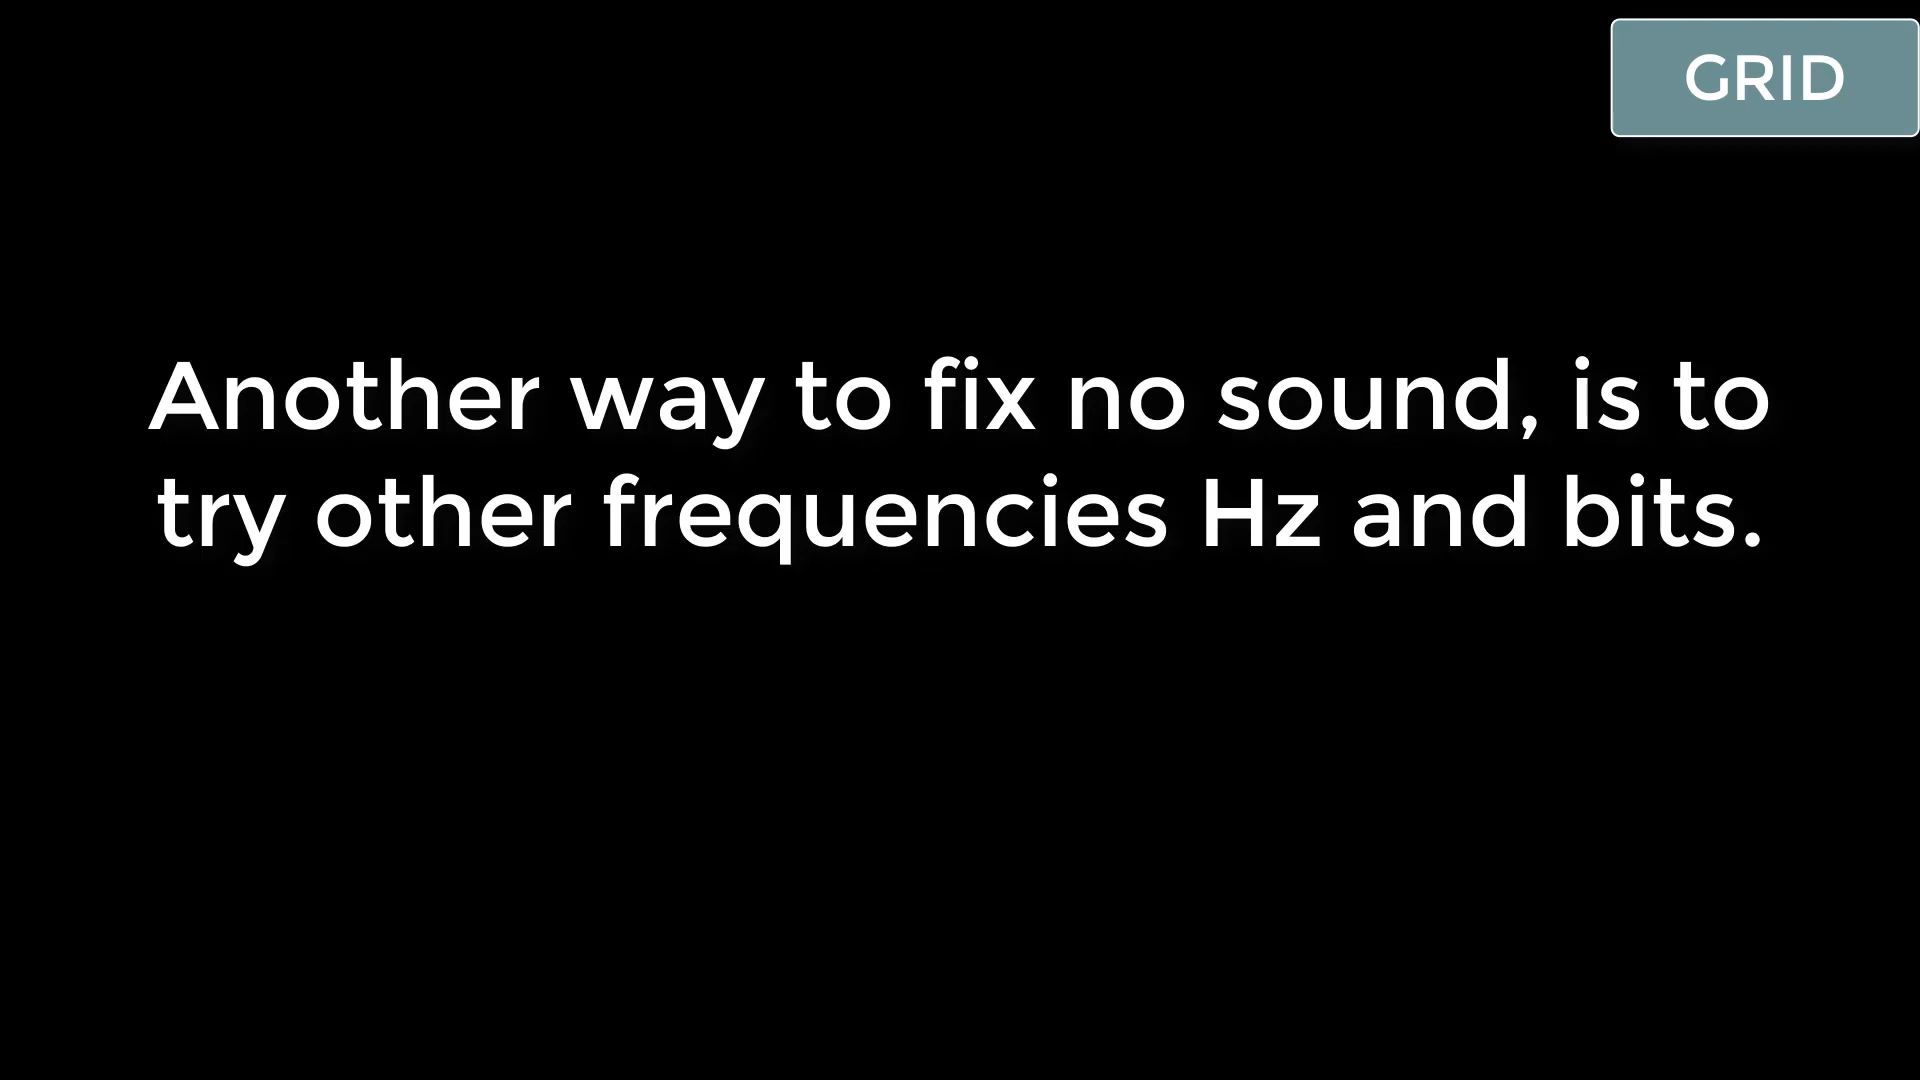 GRID
Another way to fix no sound, is to
try other frequencies Hz and bits.